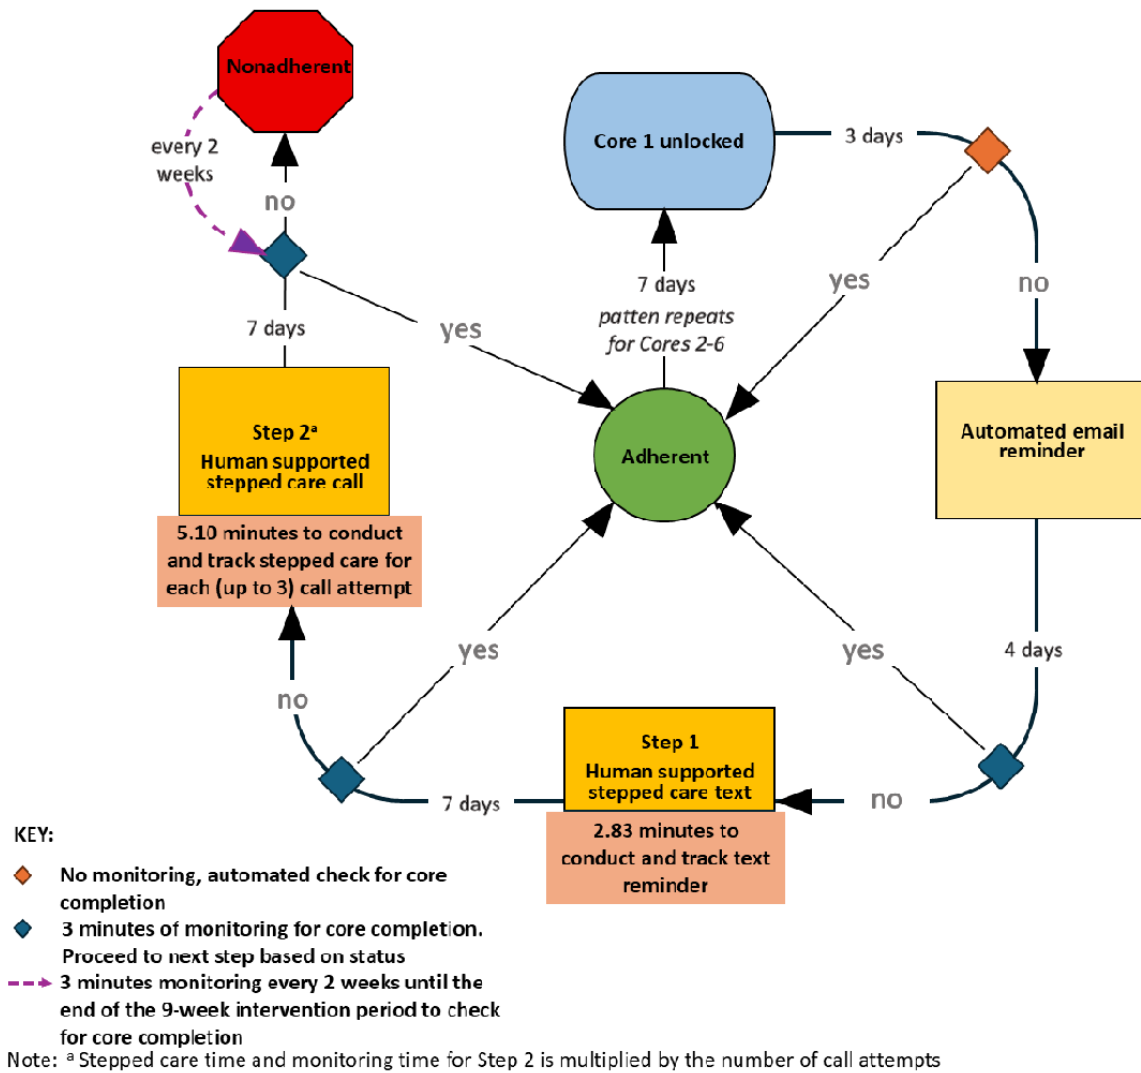 Nonadherent
every 2
weeks
no
7 days
yes
Step 2ª
Human supported
stepped care call
5.10 minutes to conduct
and track stepped care for
each (up to 3) call attempt
no
yes
7 days
Core 1 unlocked
3 days
7 days
patten repeats
for Cores 2-6
yes
no
Adherent
Automated email
reminder
4 days
yes
no
Step 1
Human supported
stepped care text
2.83 minutes to
conduct and track text
reminder
KEY:
No monitoring, automated check for core
completion
3 minutes of monitoring for core completion.
Proceed to next step based on status
3 minutes monitoring every 2 weeks until the
end of the 9-week intervention period to check
for core completion
Note: ª Stepped care time and monitoring time for Step 2 is multiplied by the number of call attempts